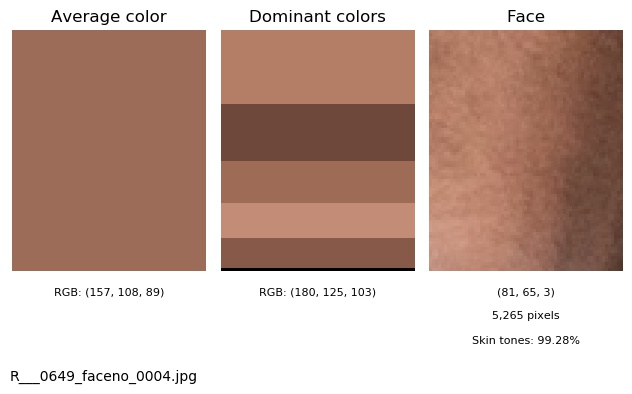 Average color
Dominant colors
Face
RGB: (157, 108, 89)
RGB: (180, 125, 103)
(81, 65, 3)
5,265 pixels
Skin tones: 99.28%
R___0649_faceno_0004.jpg